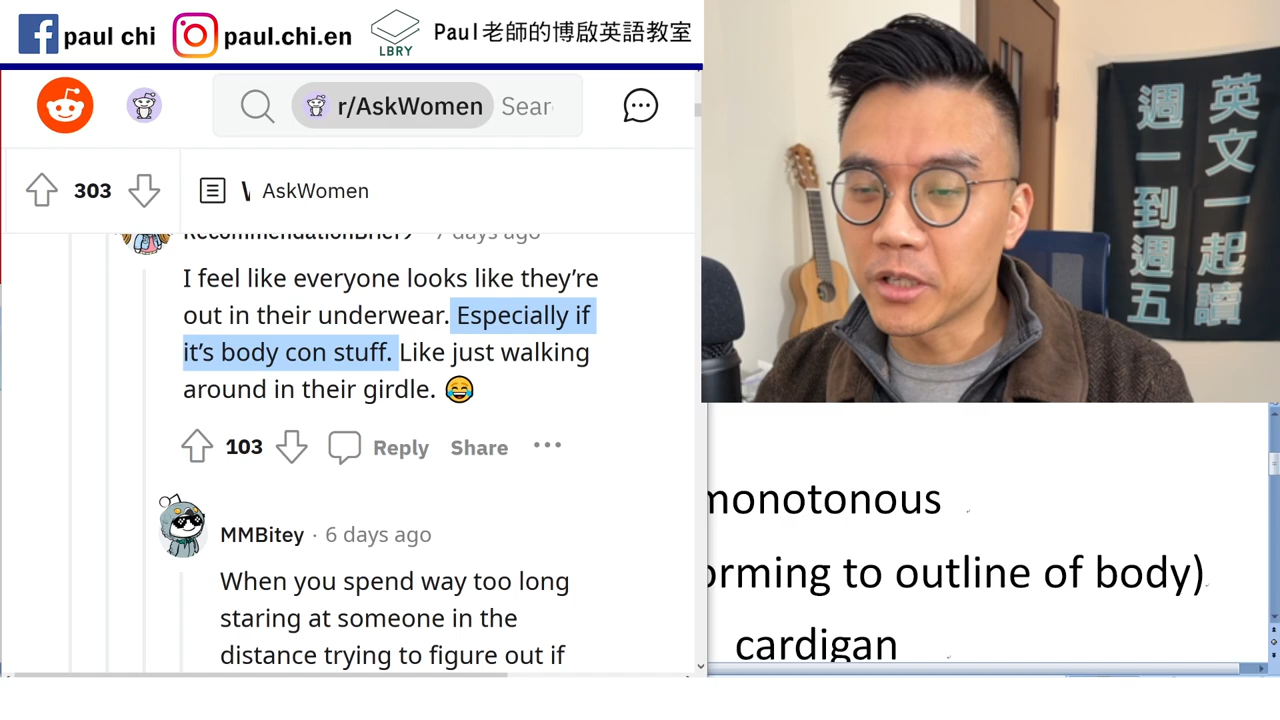 paul chi
paul.chi.en
LBRY
Paul老師的博啟英語教室
r/AskWomen
303
AskWomen
7 days ago
I feel like everyone looks like they're
out in their underwear. Especially if
it's body con stuff. Like just walking
around in their girdle. 😂
103 Reply Share
MMBitey · 6 days ago
When you spend way too long
staring at someone in the
distance trying to figure out if
英文一起讀
週一到週五
monotonous
orming to outline of body)
cardigan